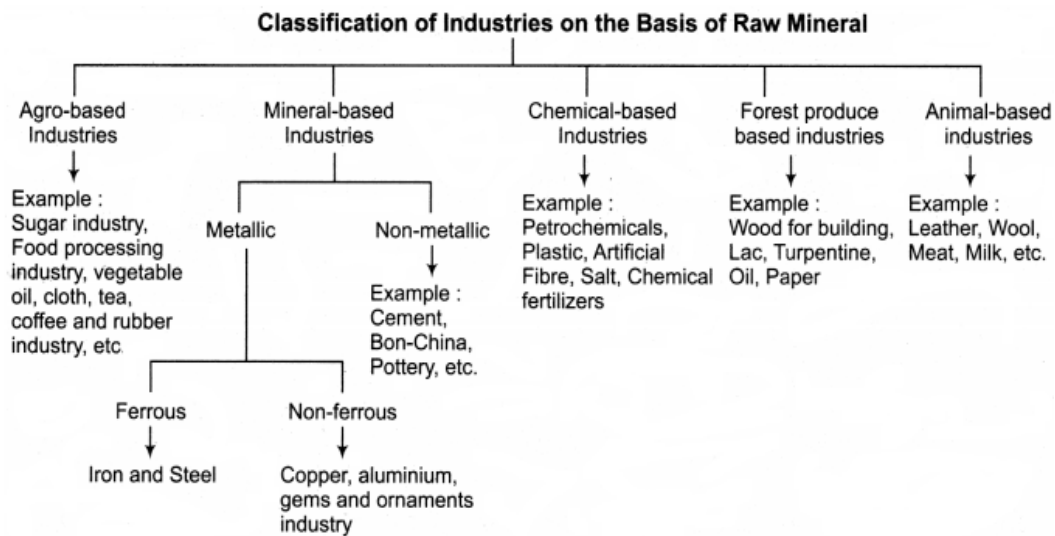 Classification of Industries on the Basis of Raw Mineral
Agro-based
Industries
Example :
Sugar industry,
Food processing
industry, vegetable
oil, cloth, tea,
coffee and rubber
industry, etc.
Mineral-based
Industries
Metallic
Non-metallic
Example :
Cement,
Bon-China,
Pottery, etc.
Ferrous
Iron and Steel
Non-ferrous
Copper, aluminium,
gems and ornaments
industry
Chemical-based
Industries
Example :
Petrochemicals,
Plastic, Artificial
Fibre, Salt, Chemical
fertilizers
Forest produce
based industries
Example :
Wood for building,
Lac, Turpentine,
Oil, Paper
Animal-based
industries
Example :
Leather, Wool,
Meat, Milk, etc.